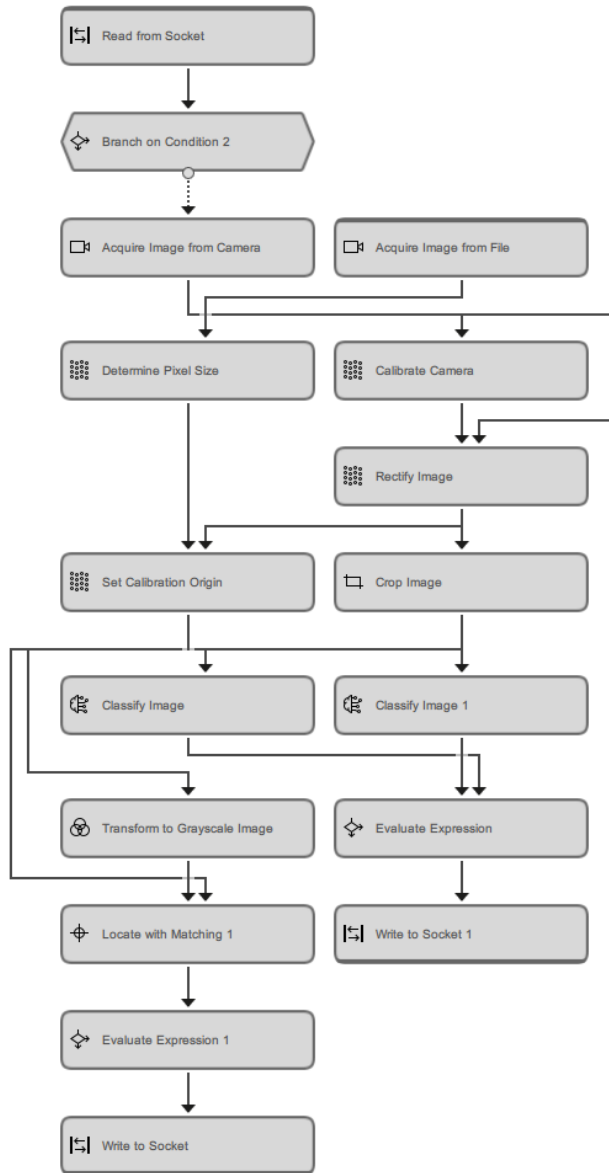 Read from Socket
Branch on Condition 2
Acquire Image from Camera
Acquire Image from File
Determine Pixel Size
Calibrate Camera
Rectify Image
Set Calibration Origin
Crop Image
Classify Image
Classify Image 1
Transform to Grayscale Image
Evaluate Expression
Locate with Matching 1
Write to Socket 1
Evaluate Expression 1
Write to Socket